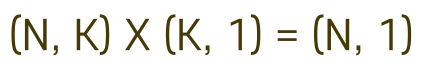 (N, K) X (K, 1) = (N, 1)